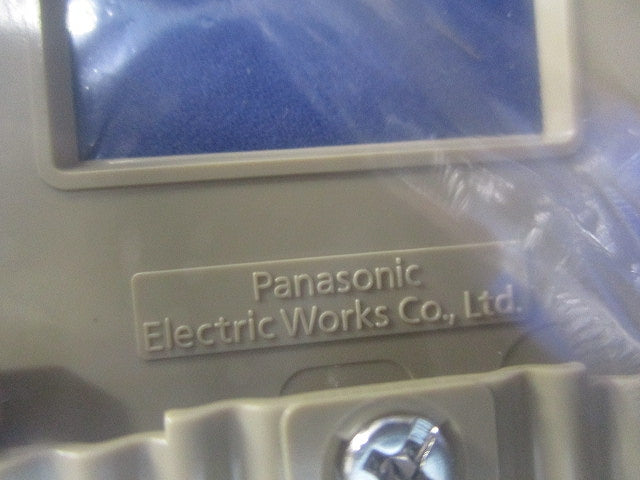 Panasonic
Electric Works Co., Ltd.